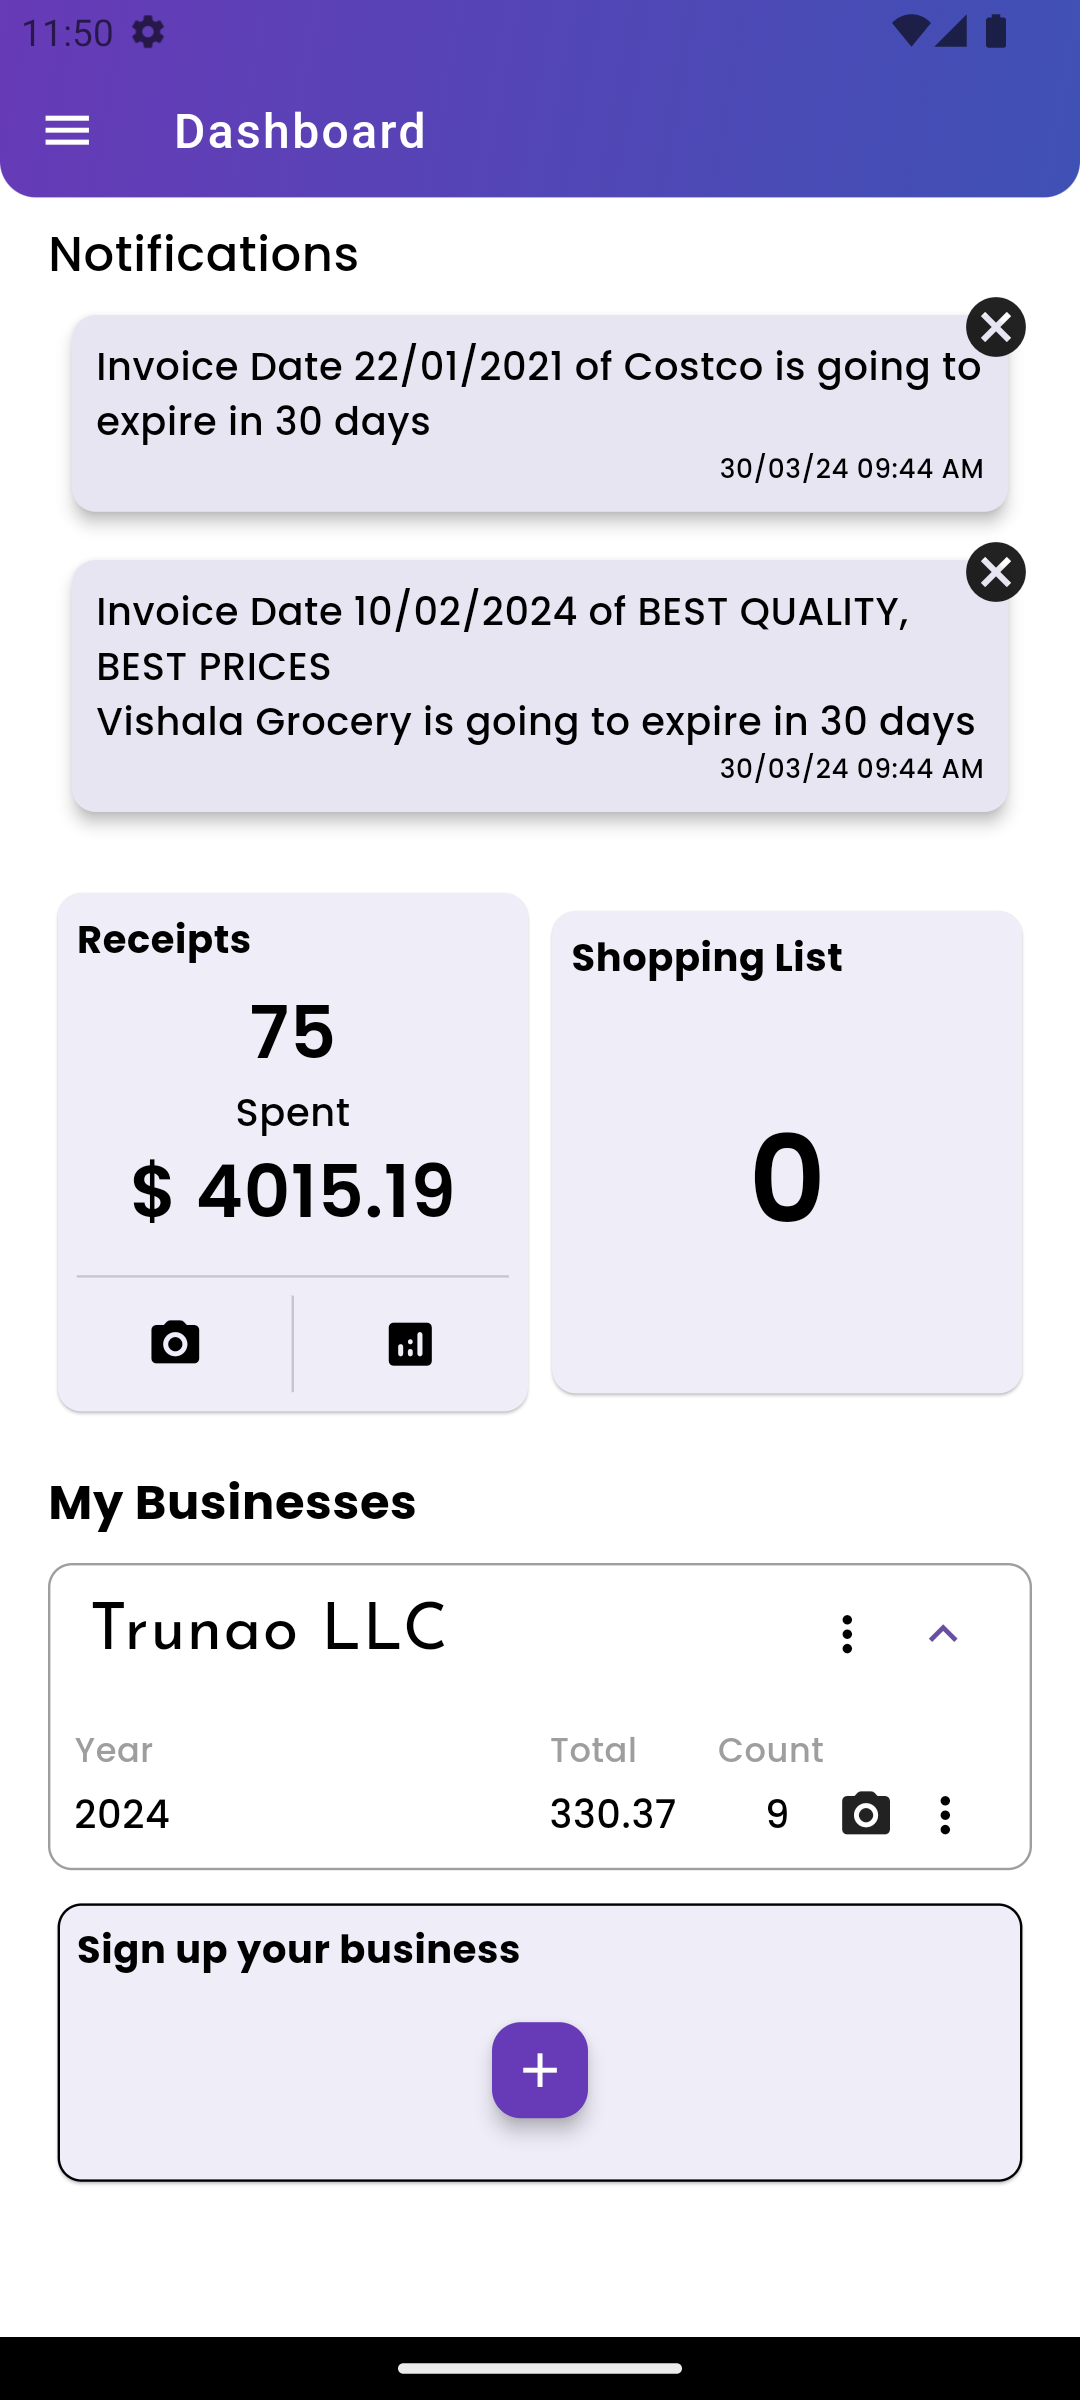 11:50
Dashboard
Notifications
Invoice Date 22/01/2021 of Costco is going to
expire in 30 days
30/03/24 09:44 AM
Invoice Date 10/02/2024 of BEST QUALITY,
BEST PRICES
Vishala Grocery is going to expire in 30 days
30/03/24 09:44 AM
Receipts
75
Spent
$ 4015.19
Shopping List
0
My Businesses
Trunao LLC
Year Total Count
2024 330.37 9
Sign up your business